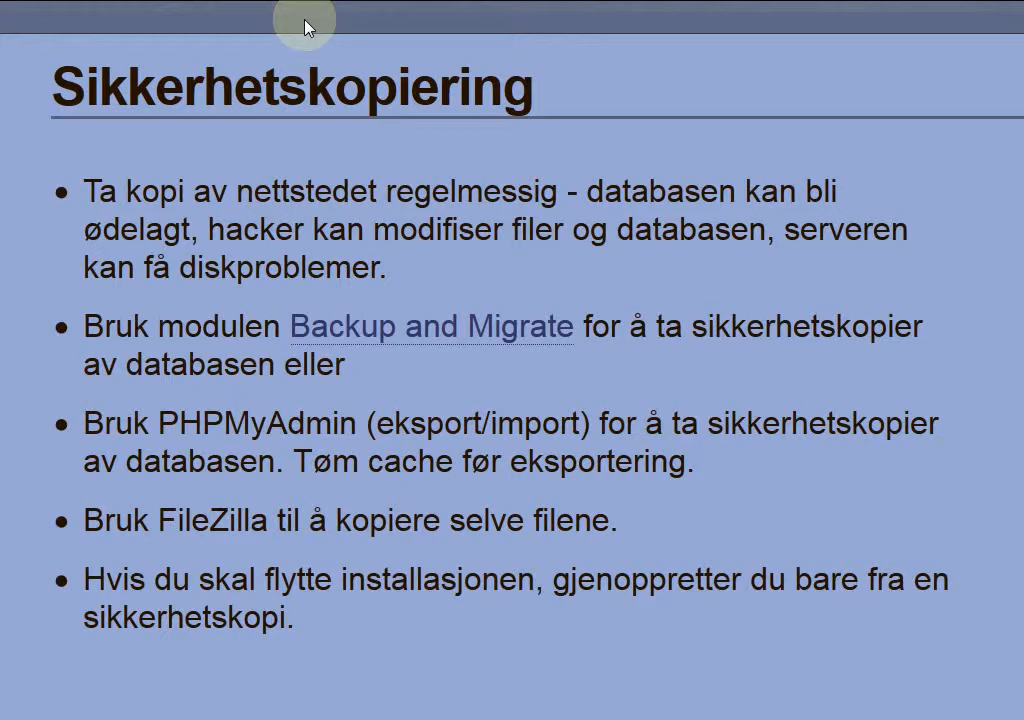 Sikkerhetskopiering
• Ta kopi av nettstedet regelmessig - databasen kan bli
ødelagt, hacker kan modifiser filer og databasen, serveren
kan få diskproblemer.
• Bruk modulen Backup and Migrate for å ta sikkerhetskopier
av databasen eller
• Bruk PHPMyAdmin (eksport/import) for å ta sikkerhetskopier
av databasen. Tøm cache før eksportering.
• Bruk FileZilla til å kopiere selve filene.
• Hvis du skal flytte installasjonen, gjenoppretter du bare fra en
sikkerhetskopi.